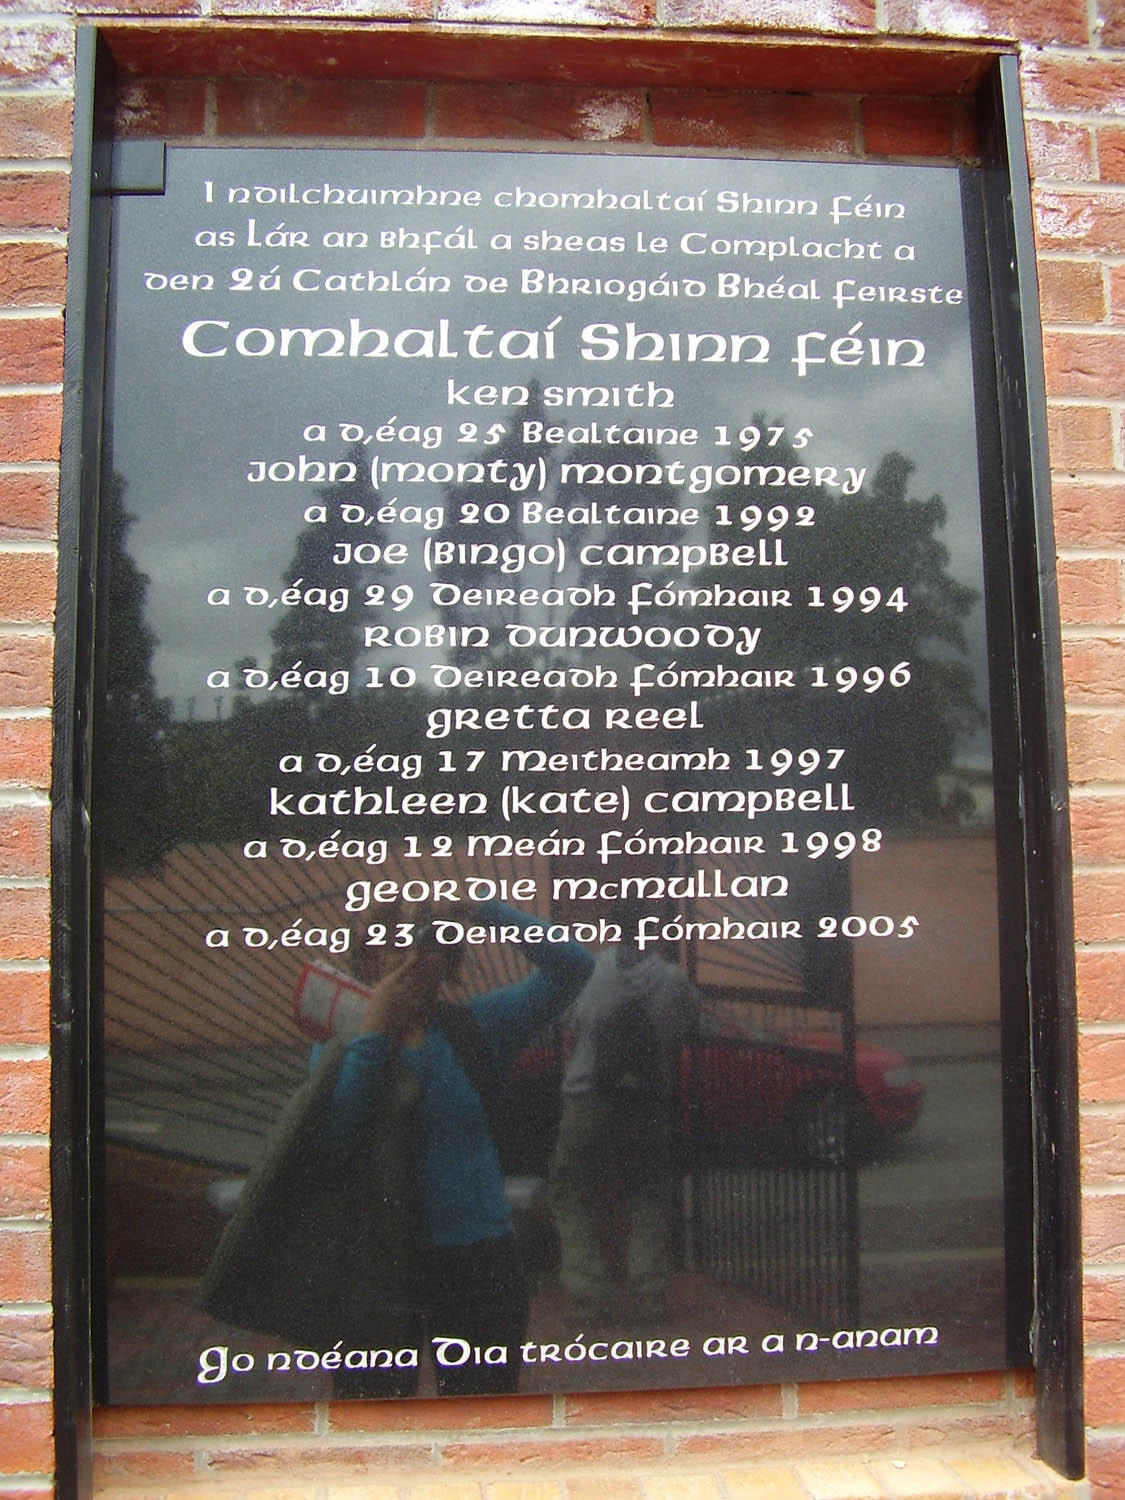 I ndilchuimhne chomhaltaí Shinn Féin
as Lár an Bhfál a sheas le Complacht a
den 2ú Cathlán de Bhriogáid Bhéal Feirste
Comhaltaí Shinn Féin
Ken Smith
a d,éag 25 Bealtaine 1975
John (Monty) Montgomery
a d,éag 20 Bealtaine 1992
Joe (Bingo) Campbell
a d,éag 29 Deireadh Fómhair 1994
Robin Dunwoody
a d,éag 10 Deireadh Fómhair 1996
Gretta Reel
a d,éag 17 Meitheamh 1997
Kathleen (Kate) Campbell
a d,éag 12 Meán Fómhair 1998
Geordie McMullan
a d,éag 23 Deireadh Fómhair 2005
Go ndéana Dia trócaire ar a n-anam